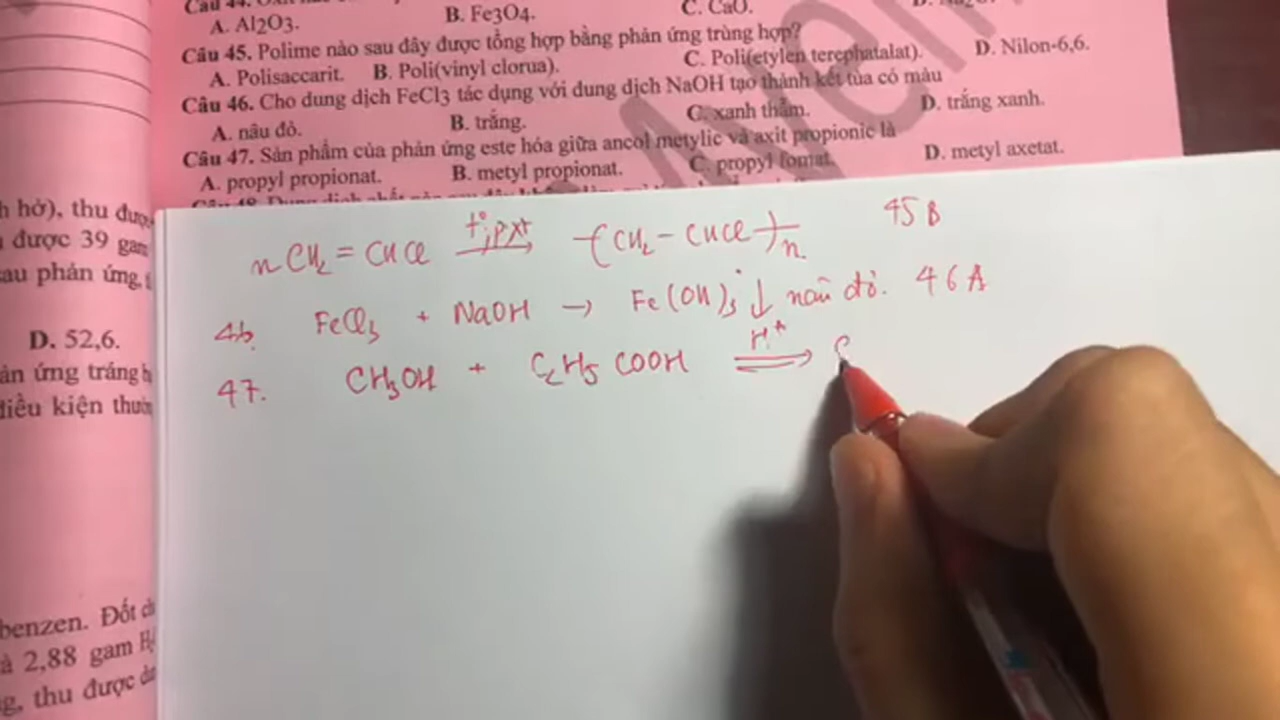 A. Al2O3. B. Fe3O4. C. CaO.
Câu 45. Polime nào sau đây được tổng hợp bằng phản ứng trùng hợp?
A. Polisaccarit. B. Poli(vinyl clorua). C. Poli(etylen terephatalat). D. Nilon-6,6.
Câu 46. Cho dung dịch FeCl3 tác dụng với dung dịch NaOH tạo thành kết tủa có màu
A. nâu đỏ. B. trắng. C. xanh thẫm. D. trắng xanh.
Câu 47. Sản phẩm của phản ứng este hóa giữa ancol metylic và axit propionic là
A. propyl propionat. B. metyl propionat. C. propyl fomat. D. metyl axetat.
h hở), thu được
được 39 gam
sau phản ứng,
D. 52,6.
ản ứng tráng
điều kiện thườn
benzen. Đốt
à 2,88 gam
g, thu được
nCH2 = CHCl t°, p, xt -(CH2 - CHCl-)n 45 B
46. FeCl3 + NaOH → Fe(OH)3 ↓ nâu đỏ. 46 A
47. CH3OH + C2H5COOH H+ ⇌ C